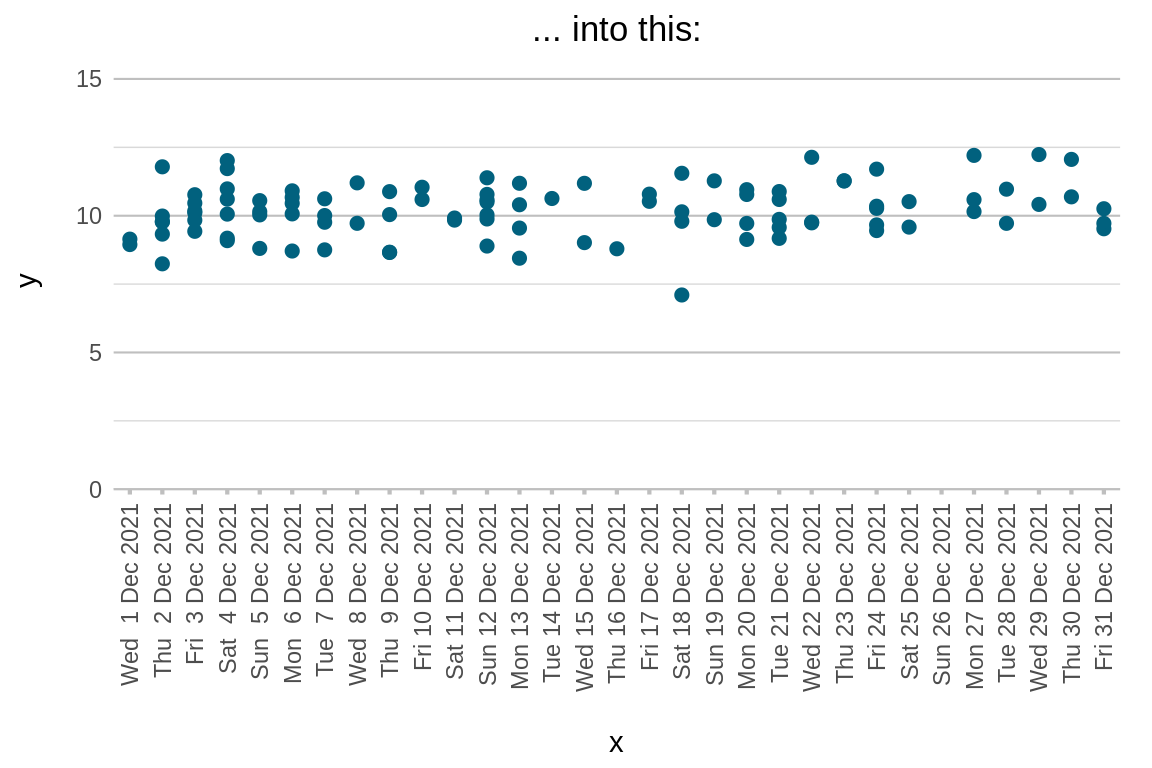 ... into this:
15
10
5
0
y
Wed  1 Dec 2021
Thu  2 Dec 2021
Fri  3 Dec 2021
Sat  4 Dec 2021
Sun  5 Dec 2021
Mon  6 Dec 2021
Tue  7 Dec 2021
Wed  8 Dec 2021
Thu  9 Dec 2021
Fri 10 Dec 2021
Sat 11 Dec 2021
Sun 12 Dec 2021
Mon 13 Dec 2021
Tue 14 Dec 2021
Wed 15 Dec 2021
Thu 16 Dec 2021
Fri 17 Dec 2021
Sat 18 Dec 2021
Sun 19 Dec 2021
Mon 20 Dec 2021
Tue 21 Dec 2021
Wed 22 Dec 2021
Thu 23 Dec 2021
Fri 24 Dec 2021
Sat 25 Dec 2021
Sun 26 Dec 2021
Mon 27 Dec 2021
Tue 28 Dec 2021
Wed 29 Dec 2021
Thu 30 Dec 2021
Fri 31 Dec 2021
x